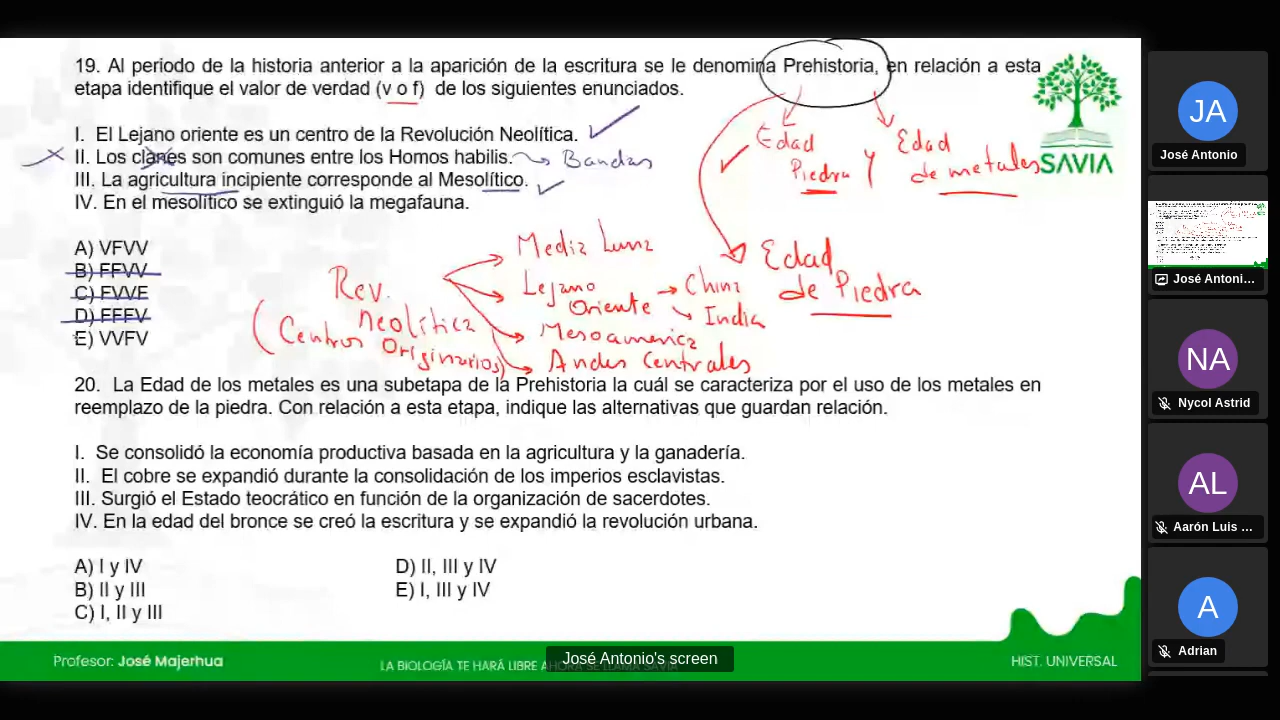 19. Al periodo de la historia anterior a la aparición de la escritura se le denomina Prehistoria, en relación a esta
etapa identifique el valor de verdad (v o f) de los siguientes enunciados.
I. El Lejano oriente es un centro de la Revolución Neolítica.
II. Los clanes son comunes entre los Homos habilis.
Bandas
III. La agricultura incipiente corresponde al Mesolítico.
IV. En el mesolítico se extinguió la megafauna.
Edad
Piedra
y
Edad
de metales
SAVIA
A) VFVV
B) FFVV
C) FVVF
D) FFFV
E) VVFV
Rev.
Neolítica
(Centros Originarios)
Media Luna
Lejano
Oriente
China
India
Mesoamerica
Andes Centrales
Edad
de Piedra
20. La Edad de los metales es una subetapa de la Prehistoria la cuál se caracteriza por el uso de los metales en
reemplazo de la piedra. Con relación a esta etapa, indique las alternativas que guardan relación.
I. Se consolidó la economía productiva basada en la agricultura y la ganadería.
II. El cobre se expandió durante la consolidación de los imperios esclavistas.
III. Surgió el Estado teocrático en función de la organización de sacerdotes.
IV. En la edad del bronce se creó la escritura y se expandió la revolución urbana.
A) I y IV
B) II y III
C) I, II y III
D) II, III y IV
E) I, III y IV
Profesor: José Majerhua
LA BIOLOGÍA TE HARÁ LIBRE AHORA SE LLAMA SAVIA
HIST. UNIVERSAL
José Antonio's screen
JA
José Antonio
José Antoni...
NA
Nycol Astrid
AL
Aarón Luis ...
A
Adrian